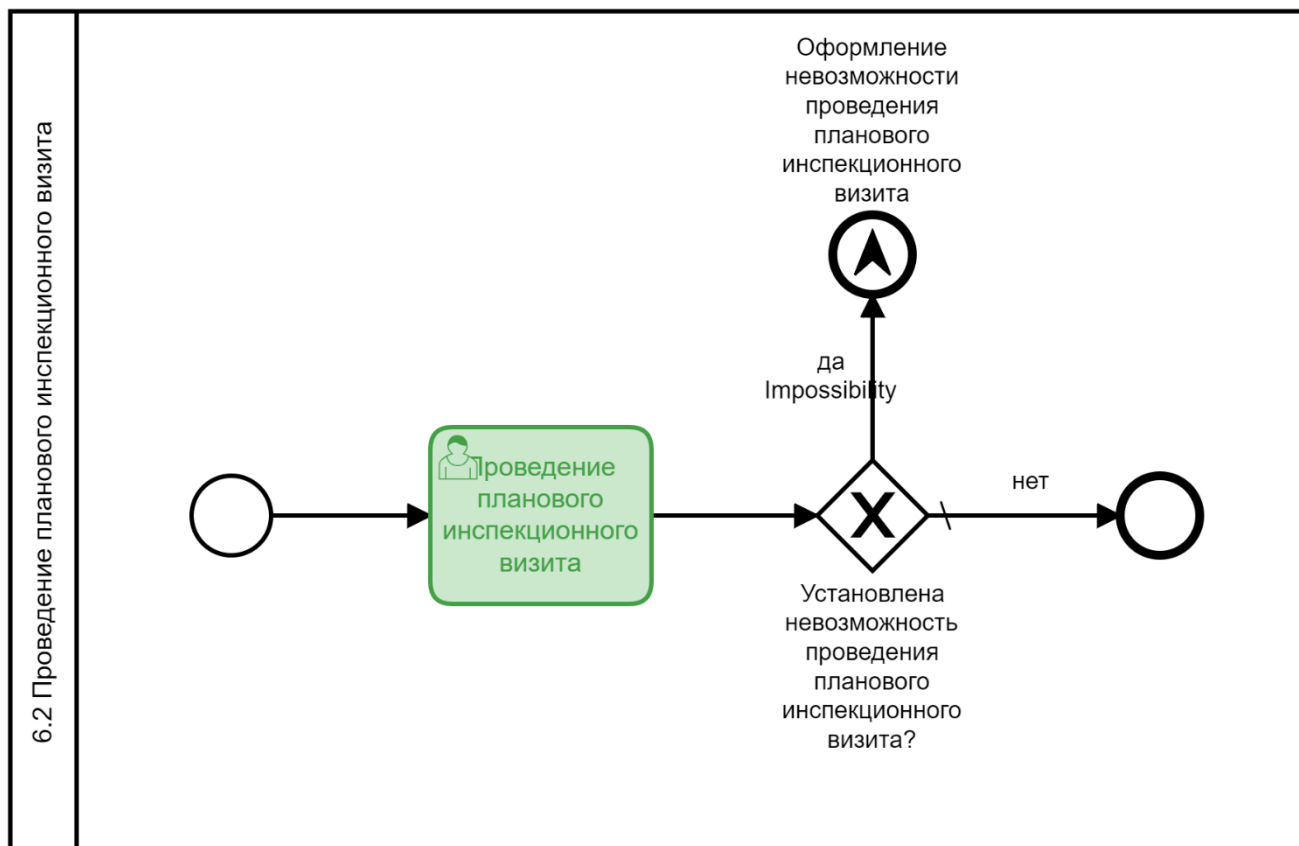 6.2 Проведение планового инспекционного визита
Оформление
невозможности
проведения
планового
инспекционного
визита
да
Impossibility
Проведение
планового
инспекционного
визита
нет
Установлена
невозможность
проведения
планового
инспекционного
визита?